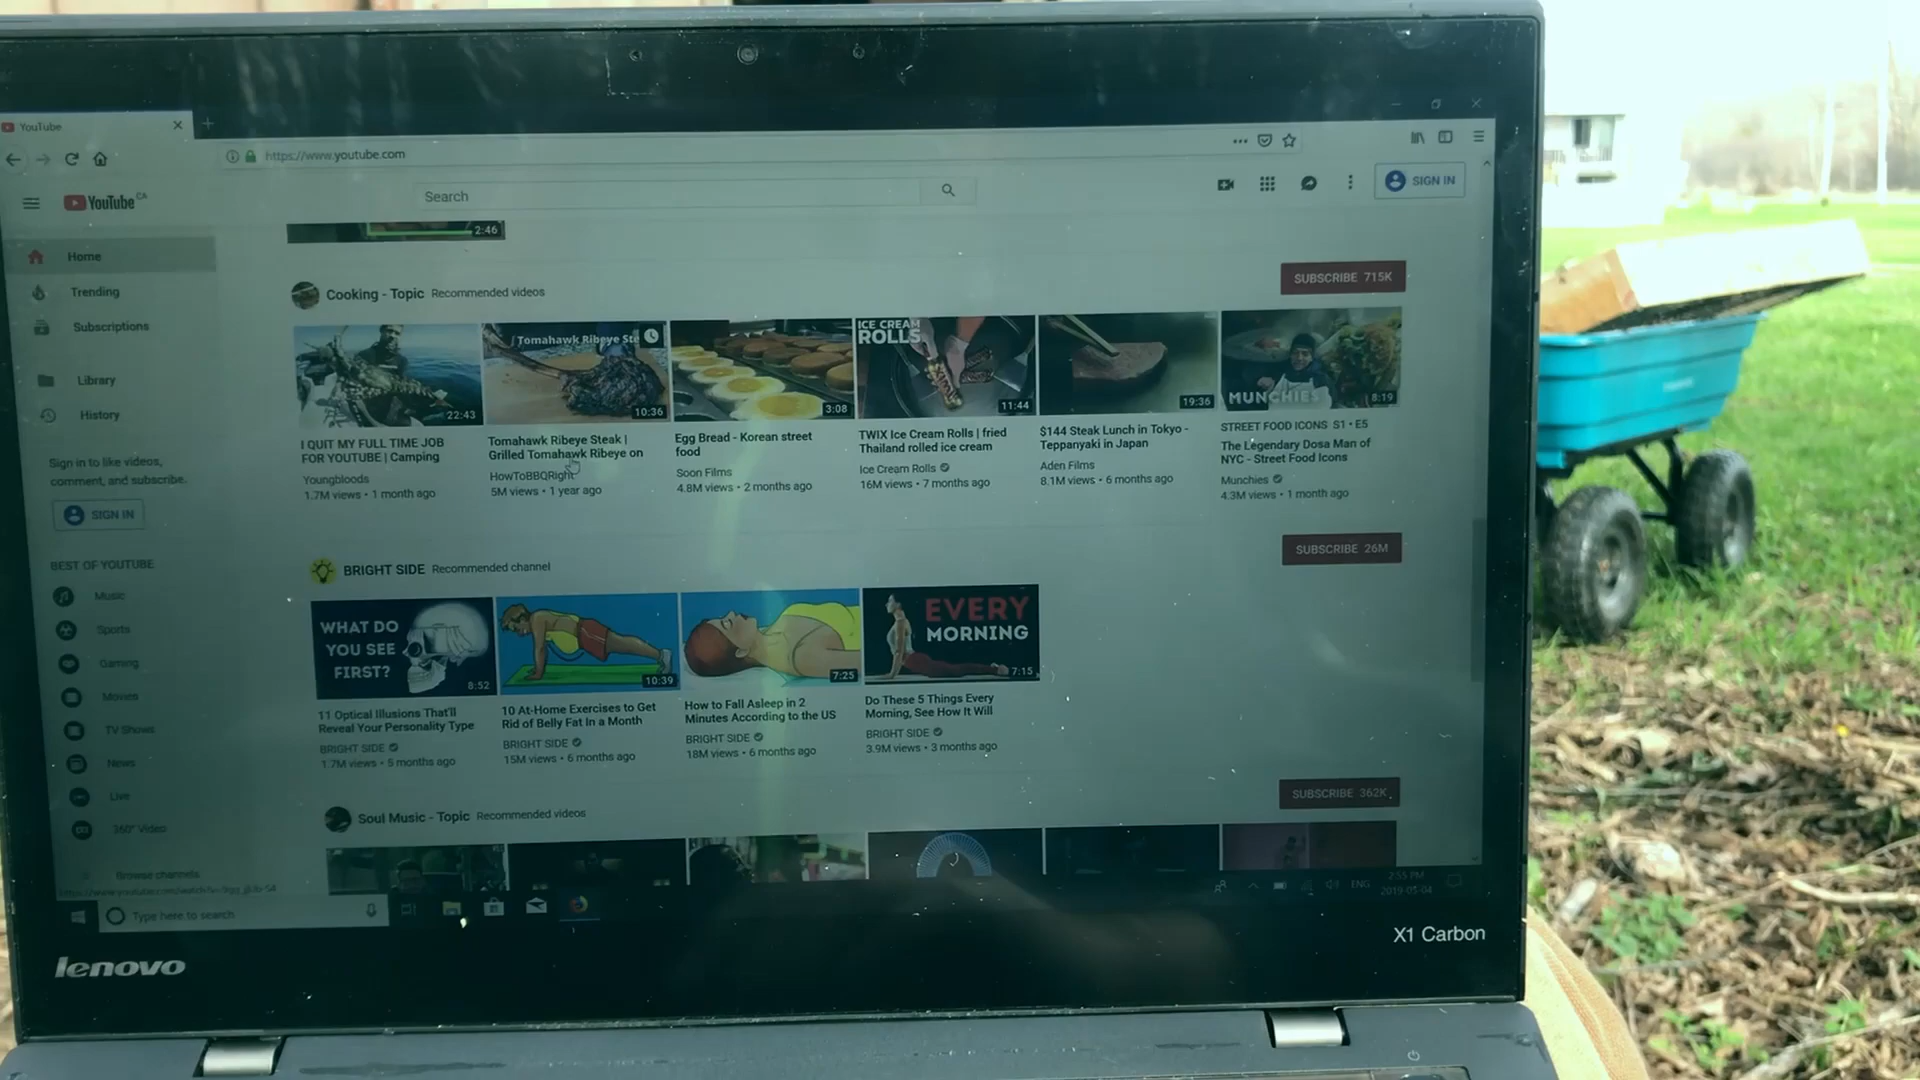 YouTube
https://www.youtube.com
YouTube CA
Search
SIGN IN
2:46
Home
Trending
Subscriptions
Library
History
Sign in to like videos,
comment, and subscribe.
SIGN IN
BEST OF YOUTUBE
Music
Sports
Gaming
Movies
TV Shows
News
Live
360° Video
Browse channels
Cooking - Topic Recommended videos
SUBSCRIBE 715K
22:43
I QUIT MY FULL TIME JOB
FOR YOUTUBE | Camping
Youngbloods
1.7M views • 1 month ago
Tomahawk Ribeye Ste
10:36
Tomahawk Ribeye Steak |
Grilled Tomahawk Ribeye on
HowToBBQRight
5M views • 1 year ago
3:08
Egg Bread - Korean street
food
Soon Films
4.8M views • 2 months ago
ICE CREAM
ROLLS
11:44
TWIX Ice Cream Rolls | fried
Thailand rolled ice cream
Ice Cream Rolls
16M views • 7 months ago
19:36
$144 Steak Lunch in Tokyo -
Teppanyaki in Japan
Aden Films
8.1M views • 6 months ago
MUNCHIES
8:19
STREET FOOD ICONS S1 • E5
The Legendary Dosa Man of
NYC - Street Food Icons
Munchies
4.3M views • 1 month ago
BRIGHT SIDE Recommended channel
SUBSCRIBE 26M
WHAT DO
YOU SEE
FIRST?
8:52
11 Optical Illusions That'll
Reveal Your Personality Type
BRIGHT SIDE
1.7M views • 5 months ago
10:39
10 At-Home Exercises to Get
Rid of Belly Fat In a Month
BRIGHT SIDE
15M views • 6 months ago
7:25
How to Fall Asleep in 2
Minutes According to the US
BRIGHT SIDE
18M views • 6 months ago
EVERY
MORNING
7:15
Do These 5 Things Every
Morning, See How It Will
BRIGHT SIDE
3.9M views • 3 months ago
Soul Music - Topic Recommended videos
SUBSCRIBE 362K
Type here to search
ENG
2:55 PM
2019-05-04
lenovo
X1 Carbon